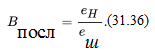 B_посл = e_H / e_ш .(31.36)